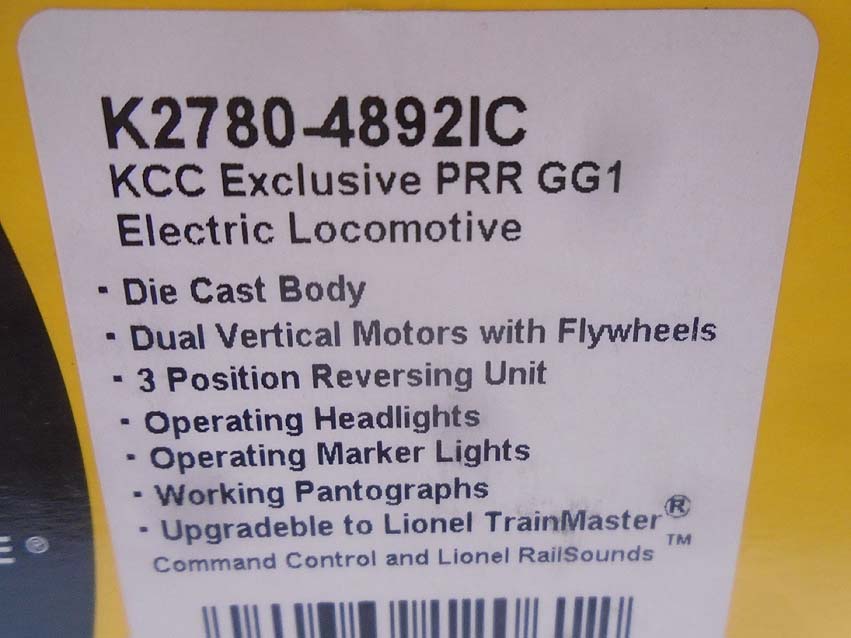 K2780-4892IC
KCC Exclusive PRR GG1
Electric Locomotive
· Die Cast Body
· Dual Vertical Motors with Flywheels
· 3 Position Reversing Unit
· Operating Headlights
· Operating Marker Lights
· Working Pantographs
· Upgradeble to Lionel TrainMaster®
Command Control and Lionel RailSounds™
E®